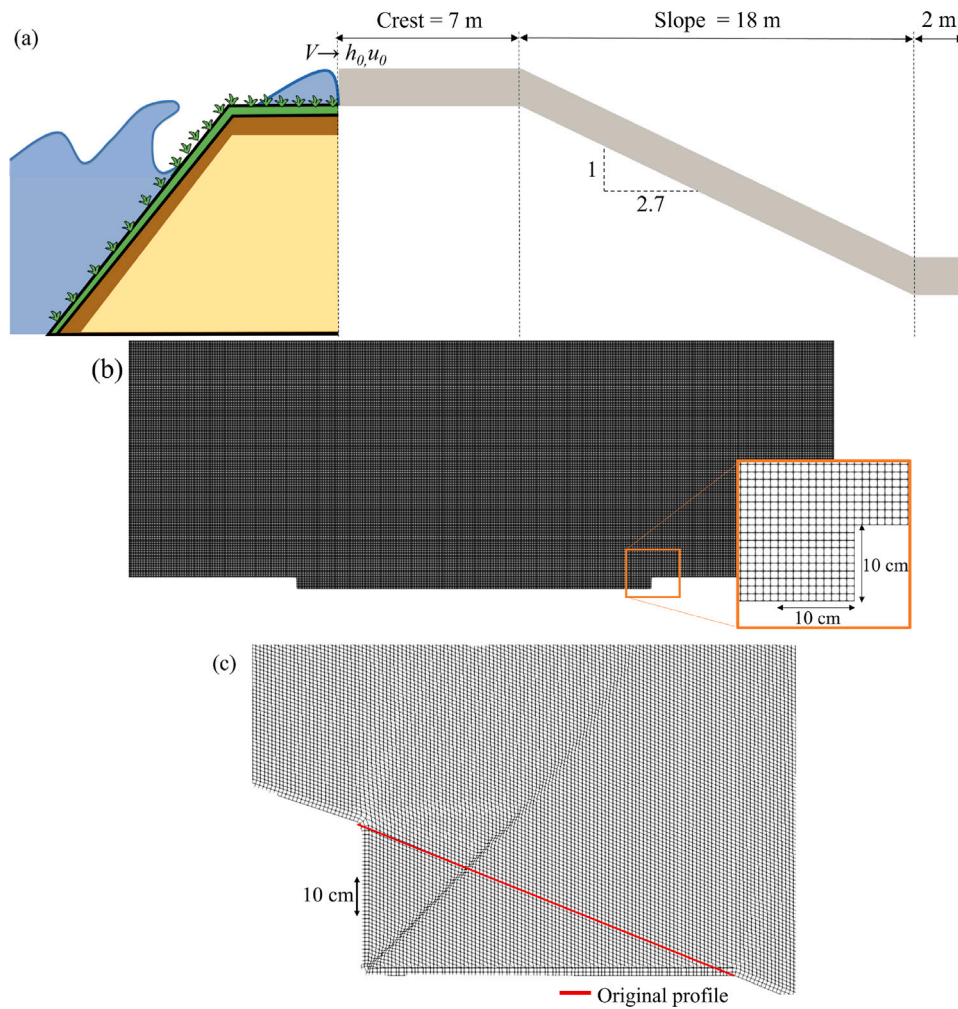 (a)
Crest = 7 m
Slope = 18 m
2 m
V→ h₀,u₀
1
2.7
(b)
10 cm
10 cm
(c)
10 cm
Original profile